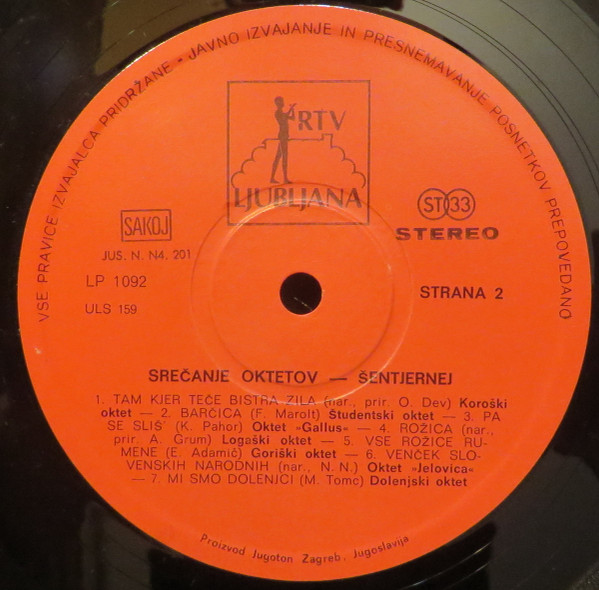 VSE PRAVICE IZVAJALCA PRIDRŽANE - JAVNO IZVAJANJE IN PRESNEMAVANJE POSNETKOV PREPOVEDANO
RTV
LJUBLJANA
SAKOJ
JUS. N. N4. 201
LP 1092
ULS 159
ST 33
STEREO
STRANA 2
SREČANJE OKTETOV — ŠENTJERNEJ
1. TAM KJER TEČE BISTRA ZILA (nar., prir. O. Dev) Koroški
oktet — 2. BARČICA (F. Marolt) Študentski oktet — 3. PA
SE SLIŠ' (K. Pahor) Oktet »Gallus« — 4. ROŽICA (nar.,
prir. A. Grum) Logaški oktet — 5. VSE ROŽICE RU-
MENE (E. Adamič) Goriški oktet — 6. VENČEK SLO-
VENSKIH NARODNIH (nar., N. N.) Oktet »Jelovica«
— 7. MI SMO DOLENJCI (M. Tomc) Dolenjski oktet
Proizvod Jugoton Zagreb, Jugoslavija